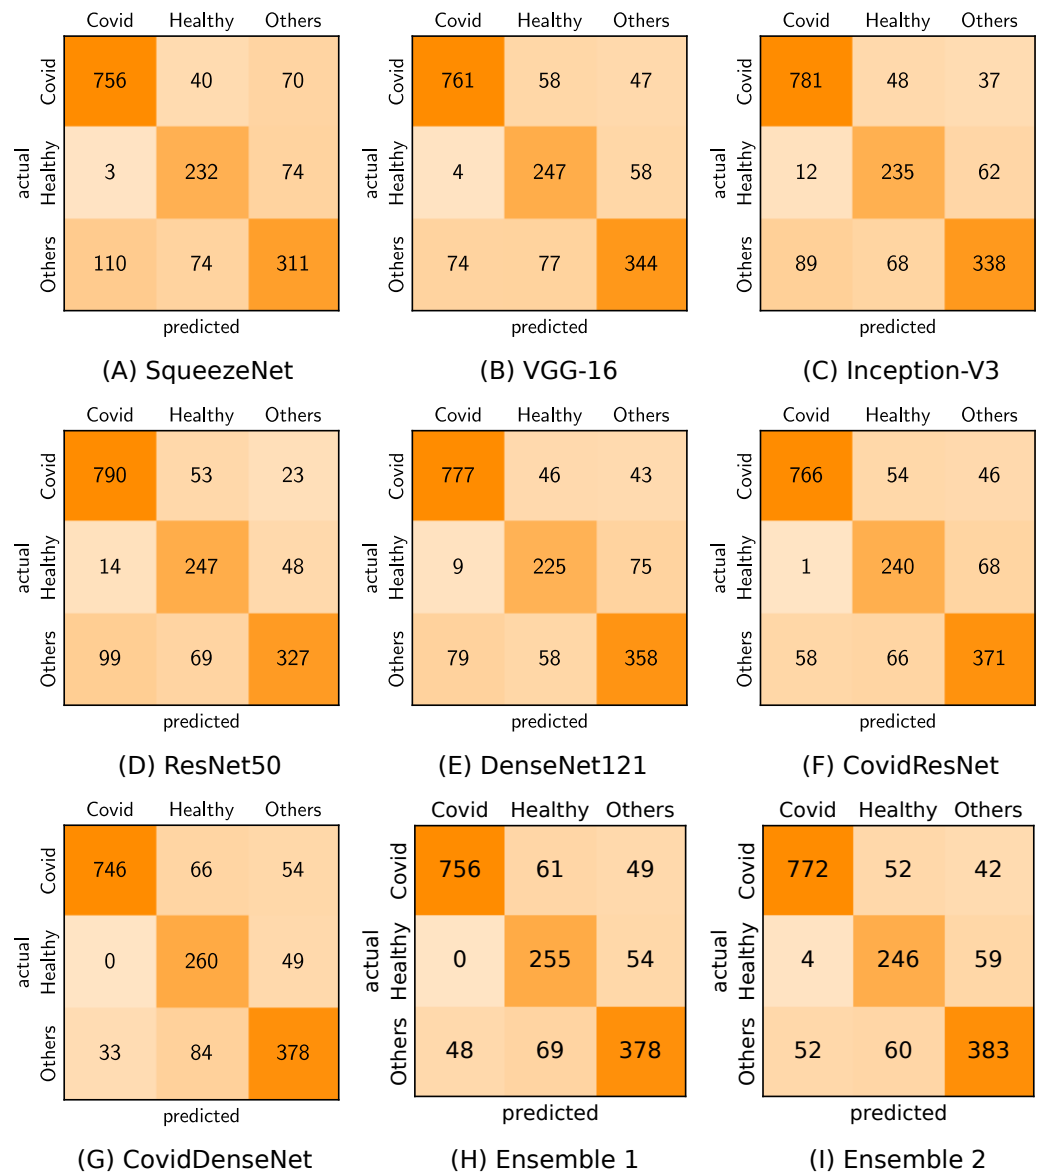 Covid Healthy Others Covid Healthy Others Covid Healthy Others
Covid 756 40 70 Covid 761 58 47 Covid 781 48 37
actual Healthy 3 232 74 actual Healthy 4 247 58 actual Healthy 12 235 62
Others 110 74 311 Others 74 77 344 Others 89 68 338
predicted predicted predicted
(A) SqueezeNet (B) VGG-16 (C) Inception-V3
Covid Healthy Others Covid Healthy Others Covid Healthy Others
Covid 790 53 23 Covid 777 46 43 Covid 766 54 46
actual Healthy 14 247 48 actual Healthy 9 225 75 actual Healthy 1 240 68
Others 99 69 327 Others 79 58 358 Others 58 66 371
predicted predicted predicted
(D) ResNet50 (E) DenseNet121 (F) CovidResNet
Covid Healthy Others Covid Healthy Others Covid Healthy Others
Covid 746 66 54 Covid 756 61 49 Covid 772 52 42
actual Healthy 0 260 49 actual Healthy 0 255 54 actual Healthy 4 246 59
Others 33 84 378 Others 48 69 378 Others 52 60 383
predicted predicted predicted
(G) CovidDenseNet (H) Ensemble 1 (I) Ensemble 2